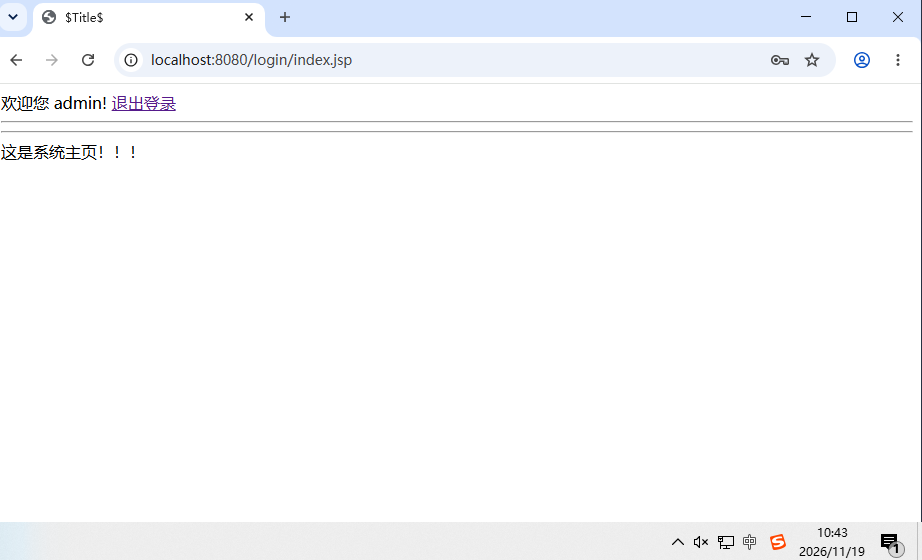 $Title$
localhost:8080/login/index.jsp
欢迎您 admin! 退出登录
这是系统主页！！！
中
10:43
2026/11/19
1